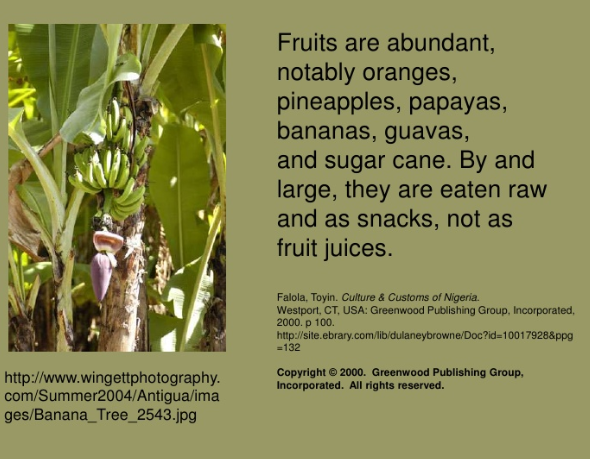 Fruits are abundant,
notably oranges,
pineapples, papayas,
bananas, guavas,
and sugar cane. By and
large, they are eaten raw
and as snacks, not as
fruit juices.
Falola, Toyin. Culture & Customs of Nigeria.
Westport, CT, USA: Greenwood Publishing Group, Incorporated,
2000. p 100.
http://site.ebrary.com/lib/dulaneybrowne/Doc?id=10017928&ppg
=132
Copyright © 2000. Greenwood Publishing Group,
Incorporated. All rights reserved.
http://www.wingettphotography.
com/Summer2004/Antigua/ima
ges/Banana_Tree_2543.jpg